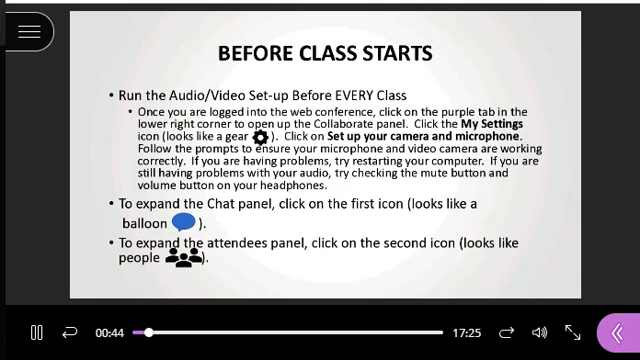 BEFORE CLASS STARTS
• Run the Audio/Video Set-up Before EVERY Class
• Once you are logged into the web conference, click on the purple tab in the
lower right corner to open up the Collaborate panel. Click the My Settings
icon (looks like a gear ). Click on Set up your camera and microphone.
Follow the prompts to ensure your microphone and video camera are working
correctly. If you are having problems, try restarting your computer. If you are
still having problems with your audio, try checking the mute button and
volume button on your headphones.
• To expand the Chat panel, click on the first icon (looks like a
balloon ).
• To expand the attendees panel, click on the second icon (looks like
people ).
00:44
17:25